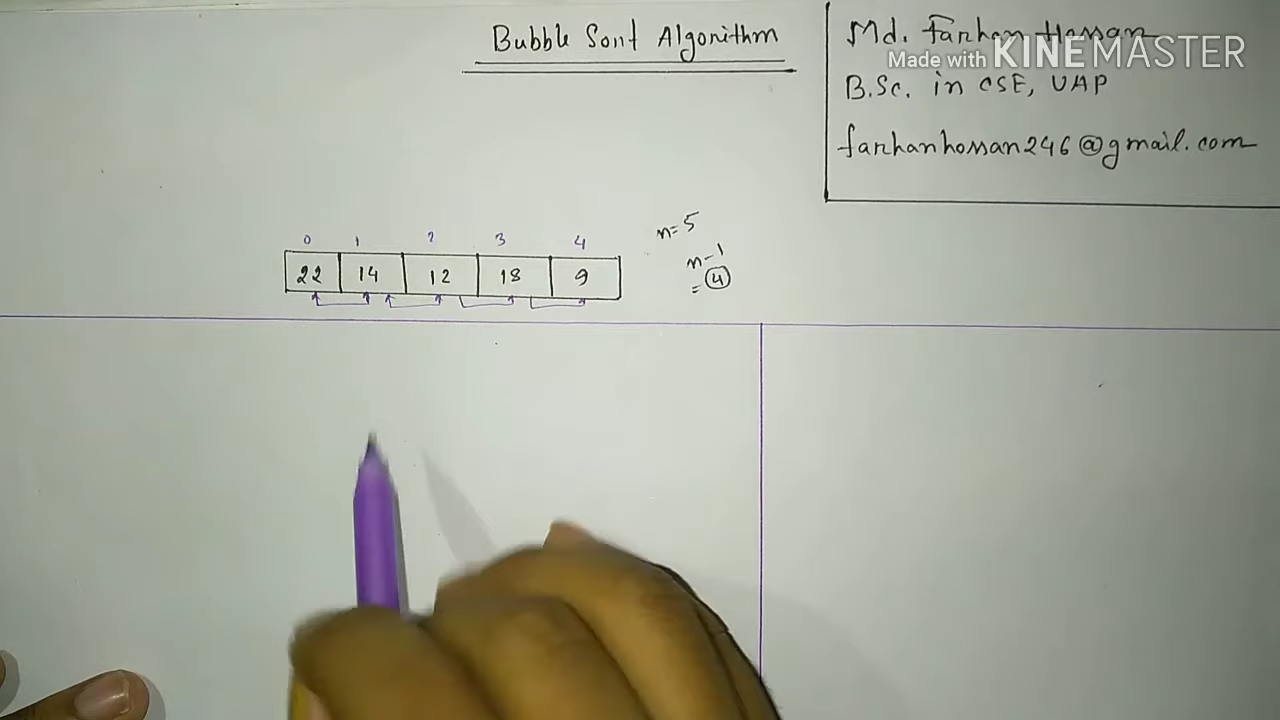 Bubble Sort Algorithm
Md. Farhan Hossan
Made with KINEMASTER
B.Sc. in CSE, UAP
farhanhossan246@gmail.com
n=5
n-1
=4
0 1 2 3 4
22 14 12 18 9